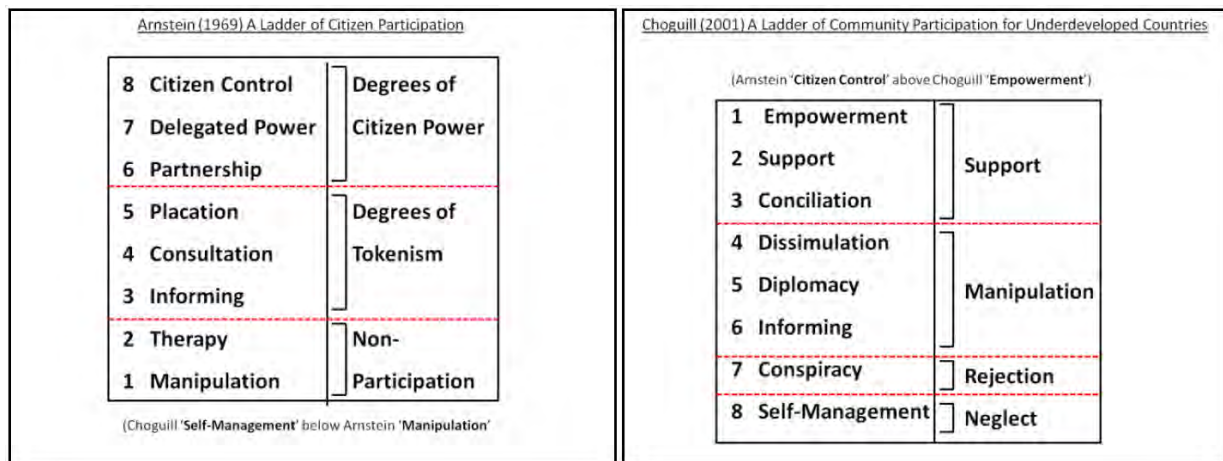 Arnstein (1969) A Ladder of Citizen Participation
8 Citizen Control
7 Delegated Power
6 Partnership
Degrees of
Citizen Power
5 Placation
4 Consultation
3 Informing
Degrees of
Tokenism
2 Therapy
1 Manipulation
Non-
Participation
(Choguill 'Self-Management' below Arnstein 'Manipulation'
Choguill (2001) A Ladder of Community Participation for Underdeveloped Countries
(Arnstein 'Citizen Control' above Choguill 'Empowerment')
1 Empowerment
2 Support
3 Conciliation
Support
4 Dissimulation
5 Diplomacy
6 Informing
Manipulation
7 Conspiracy
Rejection
8 Self-Management
Neglect